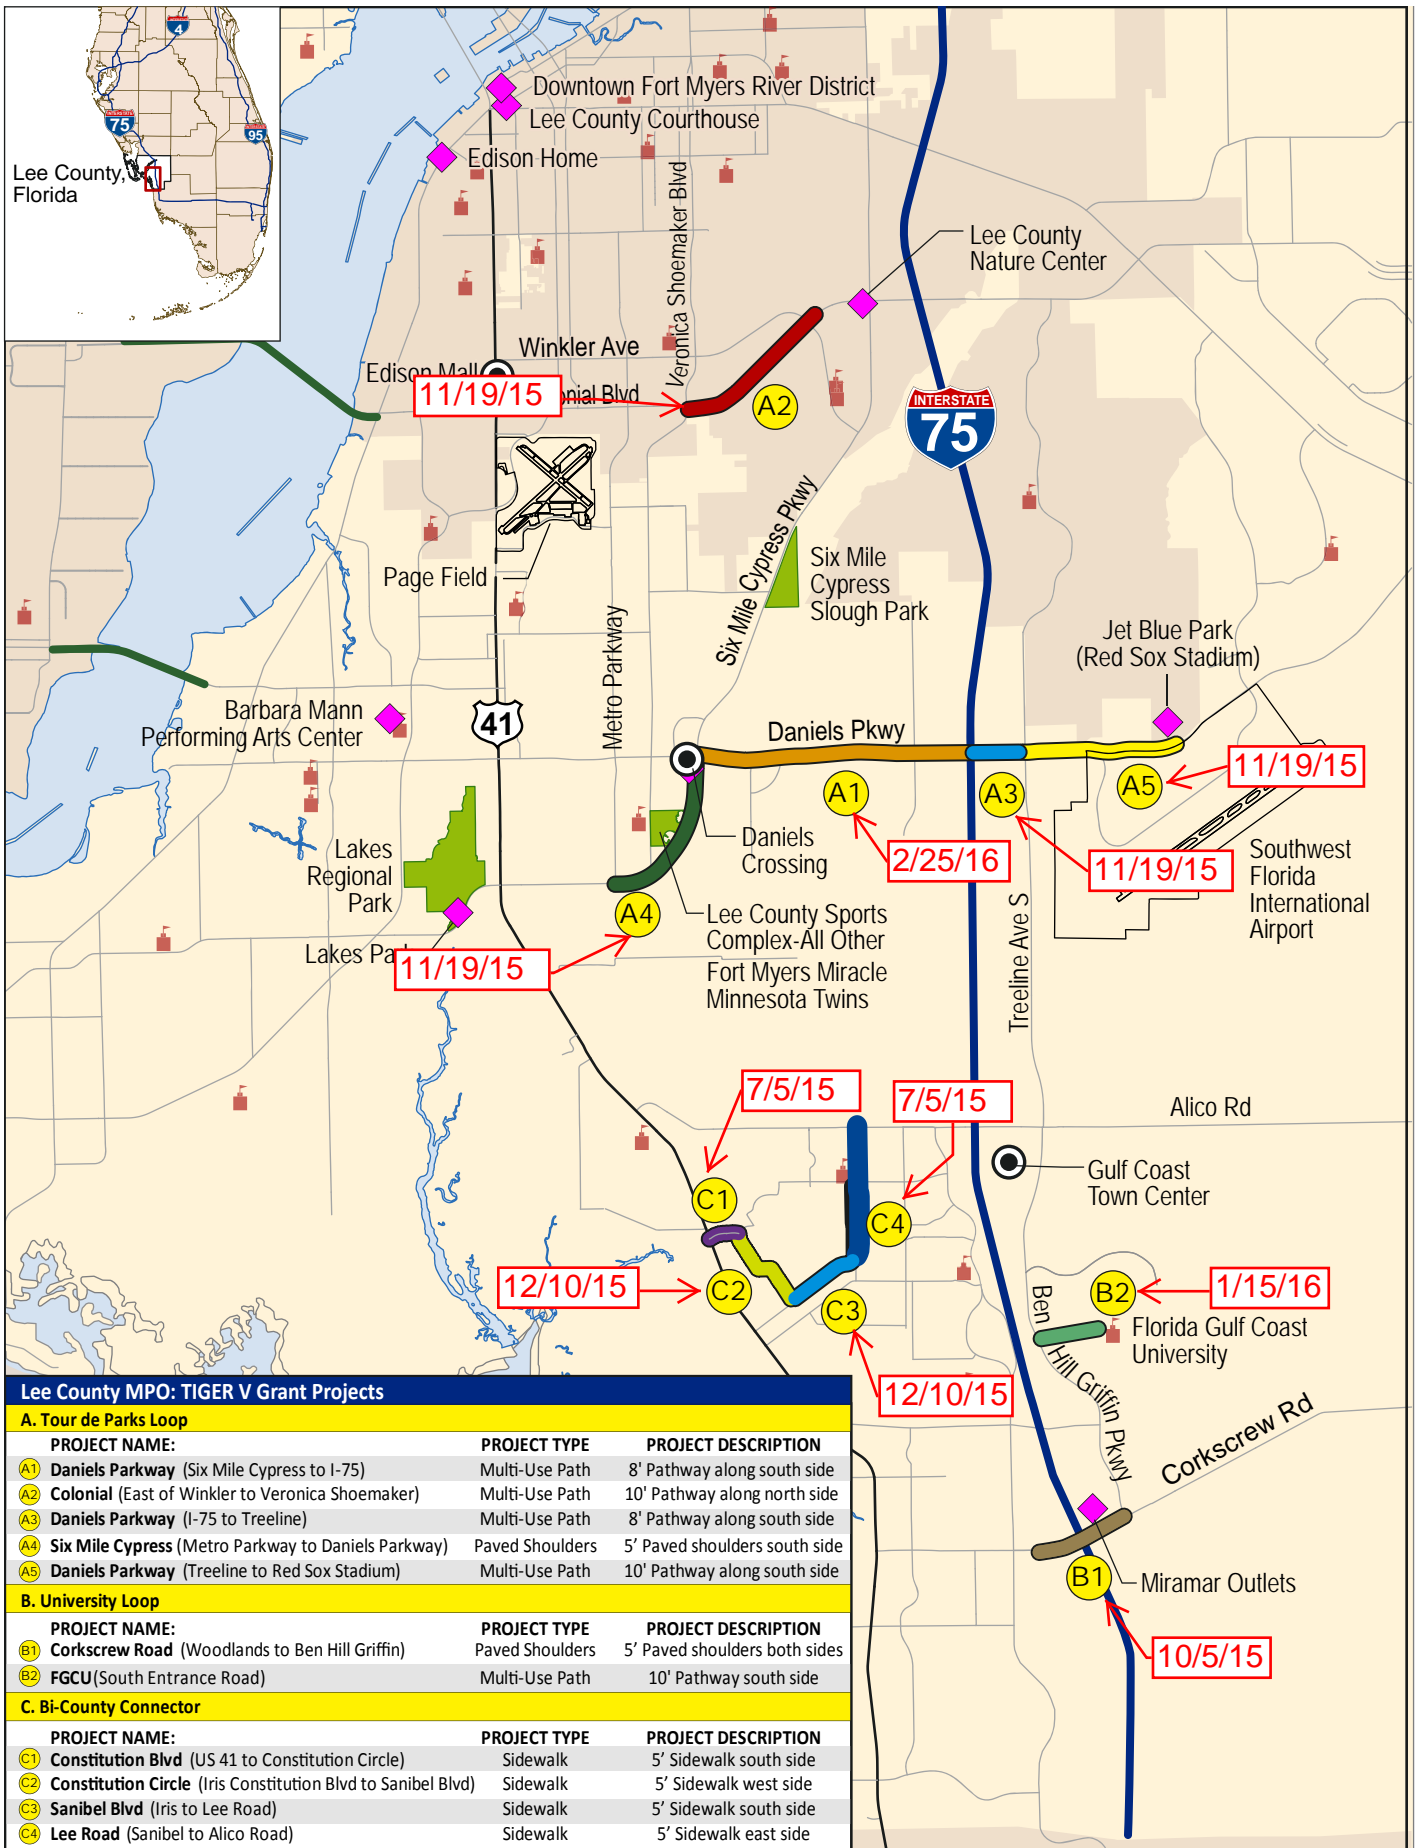 4
INTERSTATE
75
INTERSTATE
95
Lee County,
Florida
Downtown Fort Myers River District
Lee County Courthouse
Edison Home
Veronica Shoemaker Blvd
Lee County
Nature Center
Winkler Ave
Edison Mall
11/19/15
onial Blvd
A2
INTERSTATE
75
Page Field
Six Mile Cypress Pkwy
Six Mile
Cypress
Slough Park
Metro Parkway
Jet Blue Park
(Red Sox Stadium)
Barbara Mann
Performing Arts Center
41
Daniels Pkwy
A1
A3
A5
11/19/15
2/25/16
11/19/15
Daniels
Crossing
Southwest
Florida
International
Airport
Lakes
Regional
Park
A4
Lee County Sports
Complex-All Other
Fort Myers Miracle
Minnesota Twins
Lakes Pa
11/19/15
Treeline Ave S
7/5/15
7/5/15
Alico Rd
Gulf Coast
Town Center
C1
C4
12/10/15
C2
C3
12/10/15
B2
1/15/16
Florida Gulf Coast
University
Ben Hill Griffin Pkwy
Corkscrew Rd
B1
Miramar Outlets
10/5/15
Lee County MPO: TIGER V Grant Projects
A. Tour de Parks Loop
PROJECT NAME: PROJECT TYPE PROJECT DESCRIPTION
A1 Daniels Parkway (Six Mile Cypress to I-75) Multi-Use Path 8' Pathway along south side
A2 Colonial (East of Winkler to Veronica Shoemaker) Multi-Use Path 10' Pathway along north side
A3 Daniels Parkway (I-75 to Treeline) Multi-Use Path 8' Pathway along south side
A4 Six Mile Cypress (Metro Parkway to Daniels Parkway) Paved Shoulders 5’ Paved shoulders south side
A5 Daniels Parkway (Treeline to Red Sox Stadium) Multi-Use Path 10' Pathway along south side
B. University Loop
PROJECT NAME: PROJECT TYPE PROJECT DESCRIPTION
B1 Corkscrew Road (Woodlands to Ben Hill Griffin) Paved Shoulders 5’ Paved shoulders both sides
B2 FGCU(South Entrance Road) Multi-Use Path 10' Pathway south side
C. Bi-County Connector
PROJECT NAME: PROJECT TYPE PROJECT DESCRIPTION
C1 Constitution Blvd (US 41 to Constitution Circle) Sidewalk 5’ Sidewalk south side
C2 Constitution Circle (Iris Constitution Blvd to Sanibel Blvd) Sidewalk 5’ Sidewalk west side
C3 Sanibel Blvd (Iris to Lee Road) Sidewalk 5’ Sidewalk south side
C4 Lee Road (Sanibel to Alico Road) Sidewalk 5’ Sidewalk east side